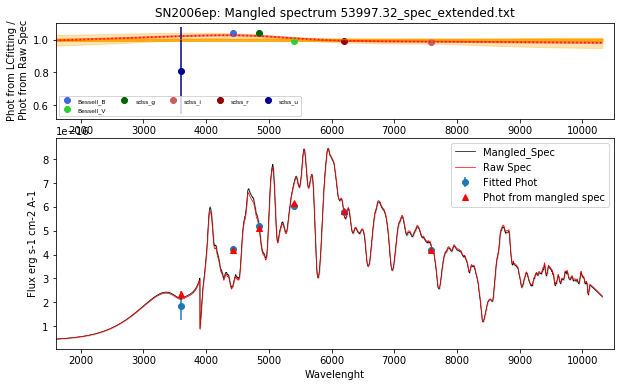 SN2006ep: Mangled spectrum 53997.32_spec_extended.txt
Phot from LCfitting /
Phot from Raw Spec
1.0
0.8
0.6
Bessell_B
sdss_g
sdss_i
sdss_r
sdss_u
Bessell_V
2000 3000 4000 5000 6000 7000 8000 9000 10000
1e−16
Flux erg s-1 cm-2 A-1
8
7
6
5
4
3
2
1
Mangled_Spec
Raw Spec
Fitted Phot
Phot from mangled spec
2000 3000 4000 5000 6000 7000 8000 9000 10000
Wavelenght